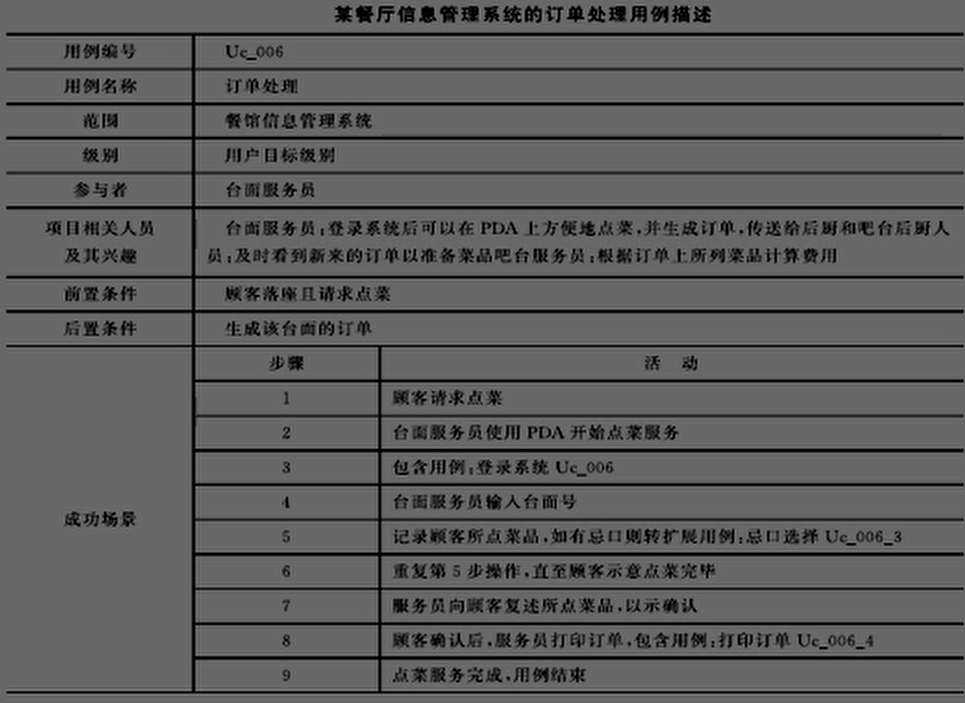 某餐厅信息管理系统的订单处理用例描述
用例编号 Uc_006
用例名称 订单处理
范围 餐馆信息管理系统
级别 用户目标级别
参与者 台面服务员
项目相关人员及其兴趣 台面服务员:登录系统后可以在 PDA 上方便地点菜,并生成订单,传送给后厨和吧台后厨人
员:及时看到新来的订单以准备菜品吧台服务员:根据订单上所列菜品计算费用
前置条件 顾客落座且请求点菜
后置条件 生成该台面的订单
成功场景
步骤 活 动
1 顾客请求点菜
2 台面服务员使用 PDA 开始点菜服务
3 包含用例:登录系统 Uc_006
4 台面服务员输入台面号
5 记录顾客所点菜品,如有忌口则转扩展用例:忌口选择 Uc_006_3
6 重复第 5 步操作,直至顾客示意点菜完毕
7 服务员向顾客复述所点菜品,以示确认
8 顾客确认后,服务员打印订单,包含用例:打印订单 Uc_006_4
9 点菜服务完成,用例结束